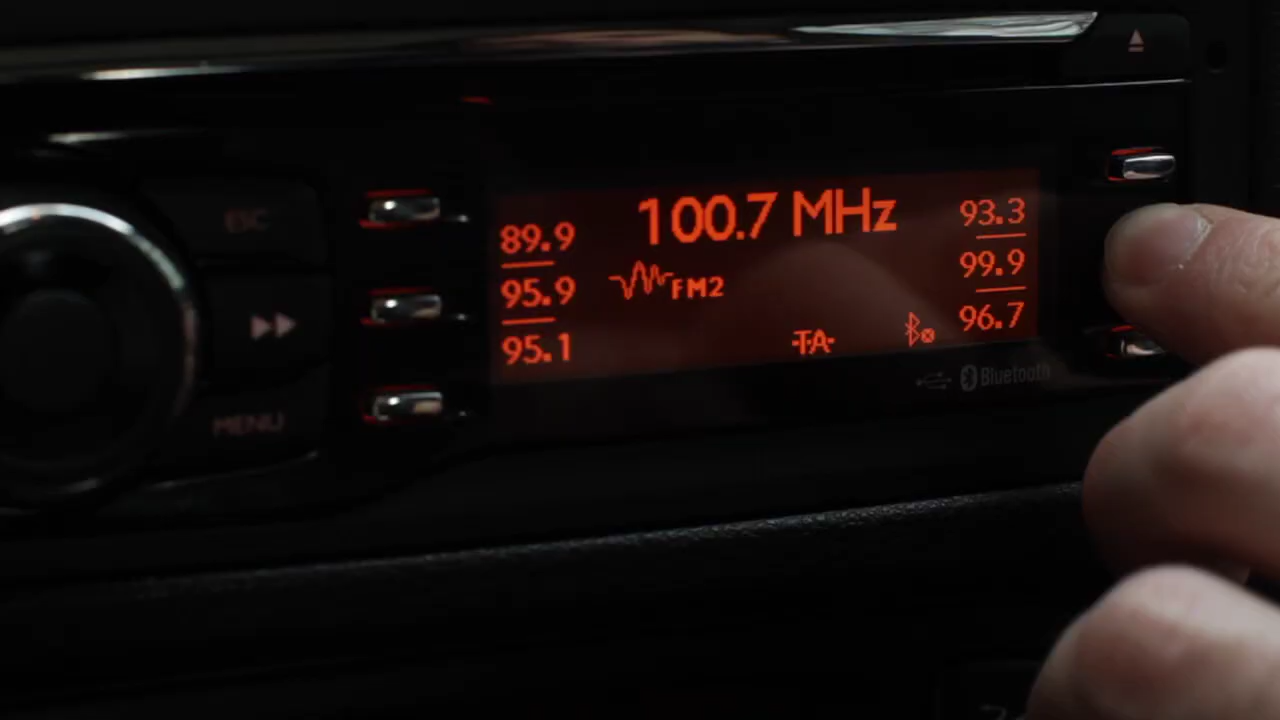 ESC
MENU
100.7 MHz
FM2
TA
89.9
95.9
95.1
93.3
99.9
96.7
Bluetooth